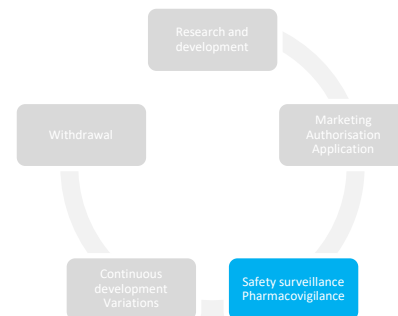 Research and
development
Marketing
Authorisation
Application
Safety surveillance
Pharmacovigilance
Continuous
development
Variations
Withdrawal